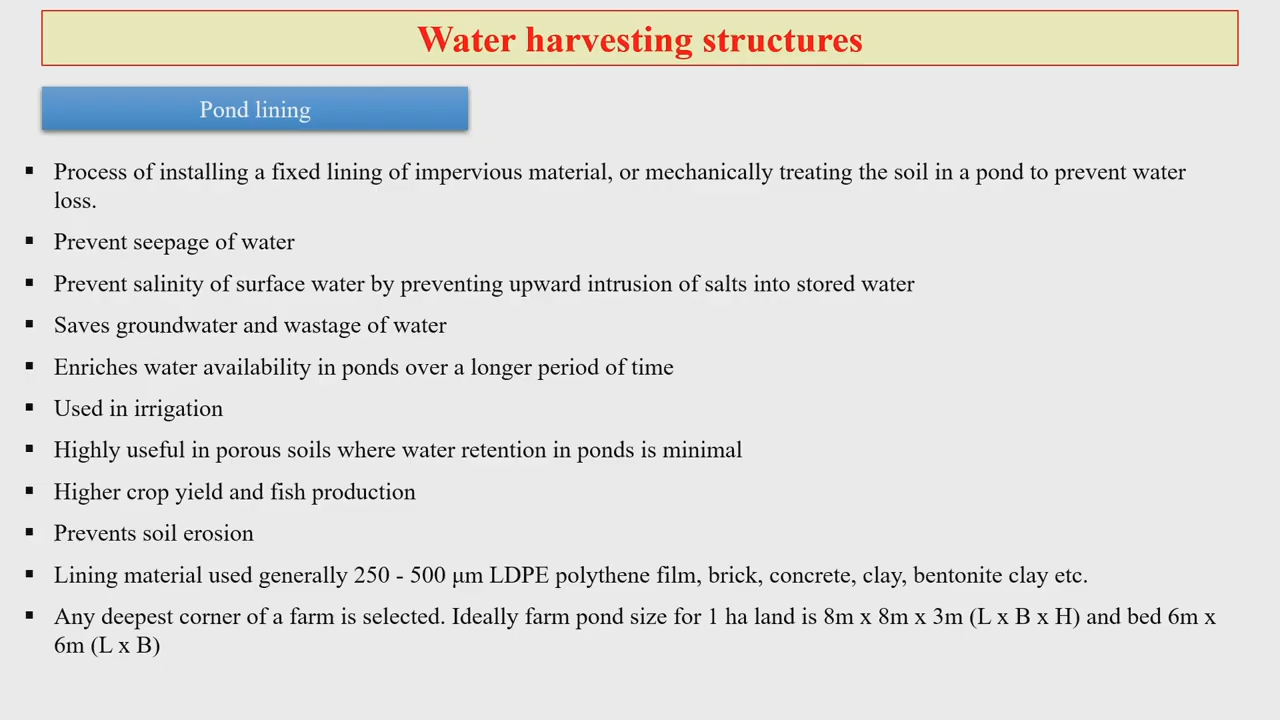 Water harvesting structures
Pond lining
▪ Process of installing a fixed lining of impervious material, or mechanically treating the soil in a pond to prevent water
loss.
▪ Prevent seepage of water
▪ Prevent salinity of surface water by preventing upward intrusion of salts into stored water
▪ Saves groundwater and wastage of water
▪ Enriches water availability in ponds over a longer period of time
▪ Used in irrigation
▪ Highly useful in porous soils where water retention in ponds is minimal
▪ Higher crop yield and fish production
▪ Prevents soil erosion
▪ Lining material used generally 250 - 500 μm LDPE polythene film, brick, concrete, clay, bentonite clay etc.
▪ Any deepest corner of a farm is selected. Ideally farm pond size for 1 ha land is 8m x 8m x 3m (L x B x H) and bed 6m x
6m (L x B)